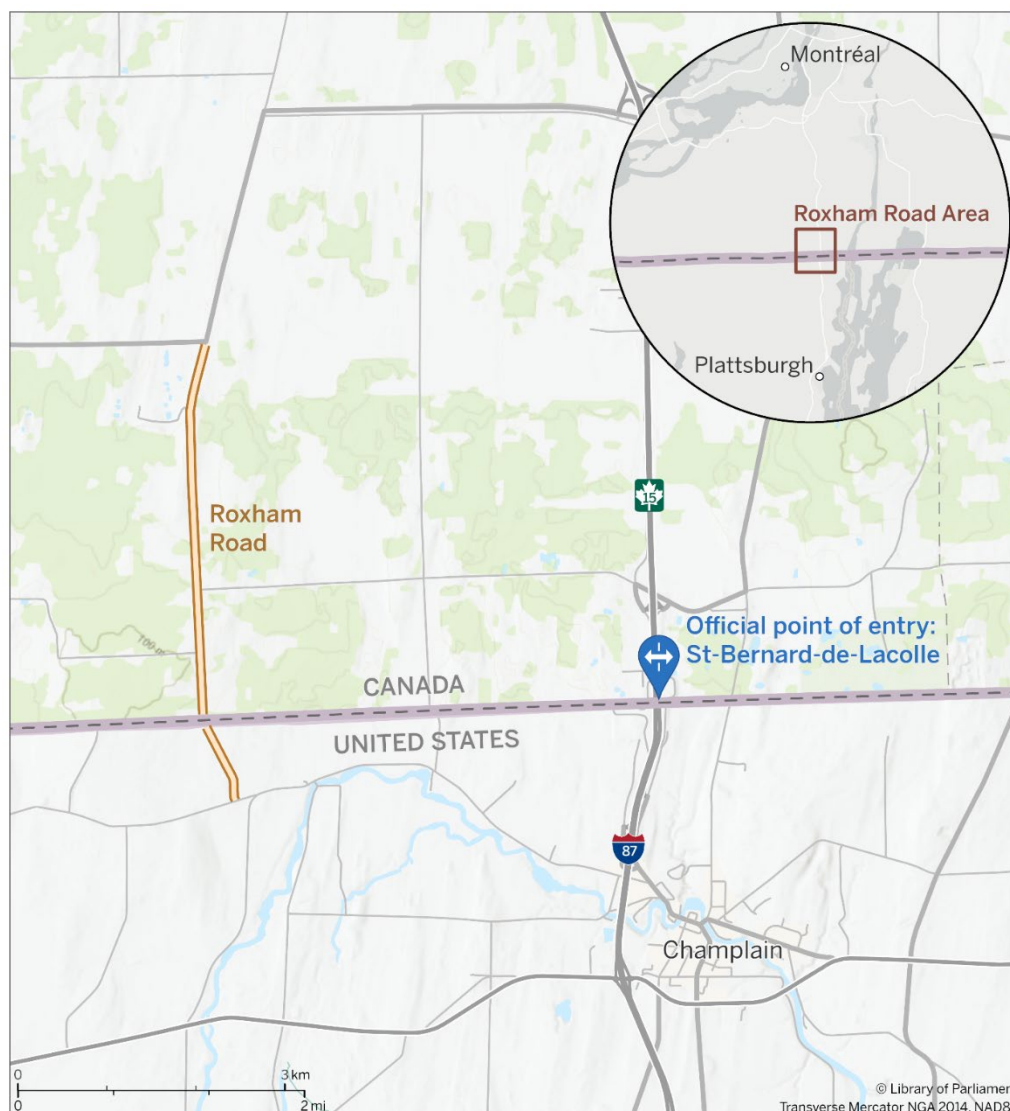 Montréal
Roxham Road Area
Plattsburgh
15
Roxham
Road
Official point of entry:
St-Bernard-de-Lacolle
100 m
CANADA
UNITED STATES
87
Champlain
0
3 km
0
2 mi
© Library of Parliamen
Transverse Mercator NGA 2014, NAD8